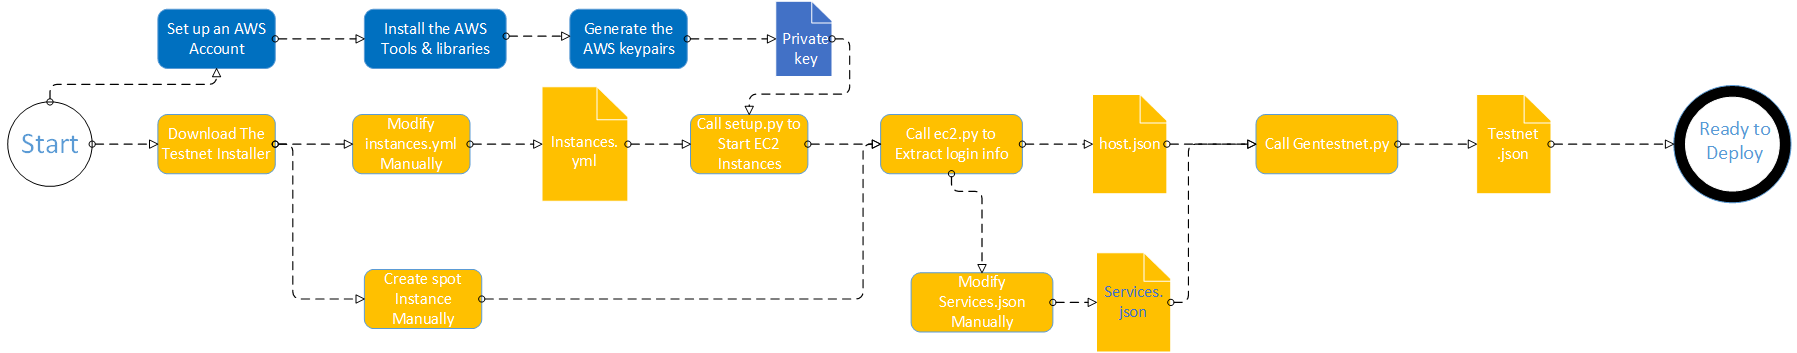 Set up an AWS
Account
Install the AWS
Tools & libraries
Generate the
AWS keypairs
Private
key
Start
Download The
Testnet Installer
Modify
instances.yml
Manually
Instances.
yml
Call setup.py to
Start EC2
Instances
Call ec2.py to
Extract login info
host.json
Call Gentestnet.py
Testnet
.json
Ready to
Deploy
Create spot
Instance
Manually
Modify
Services.json
Manually
Services.
json